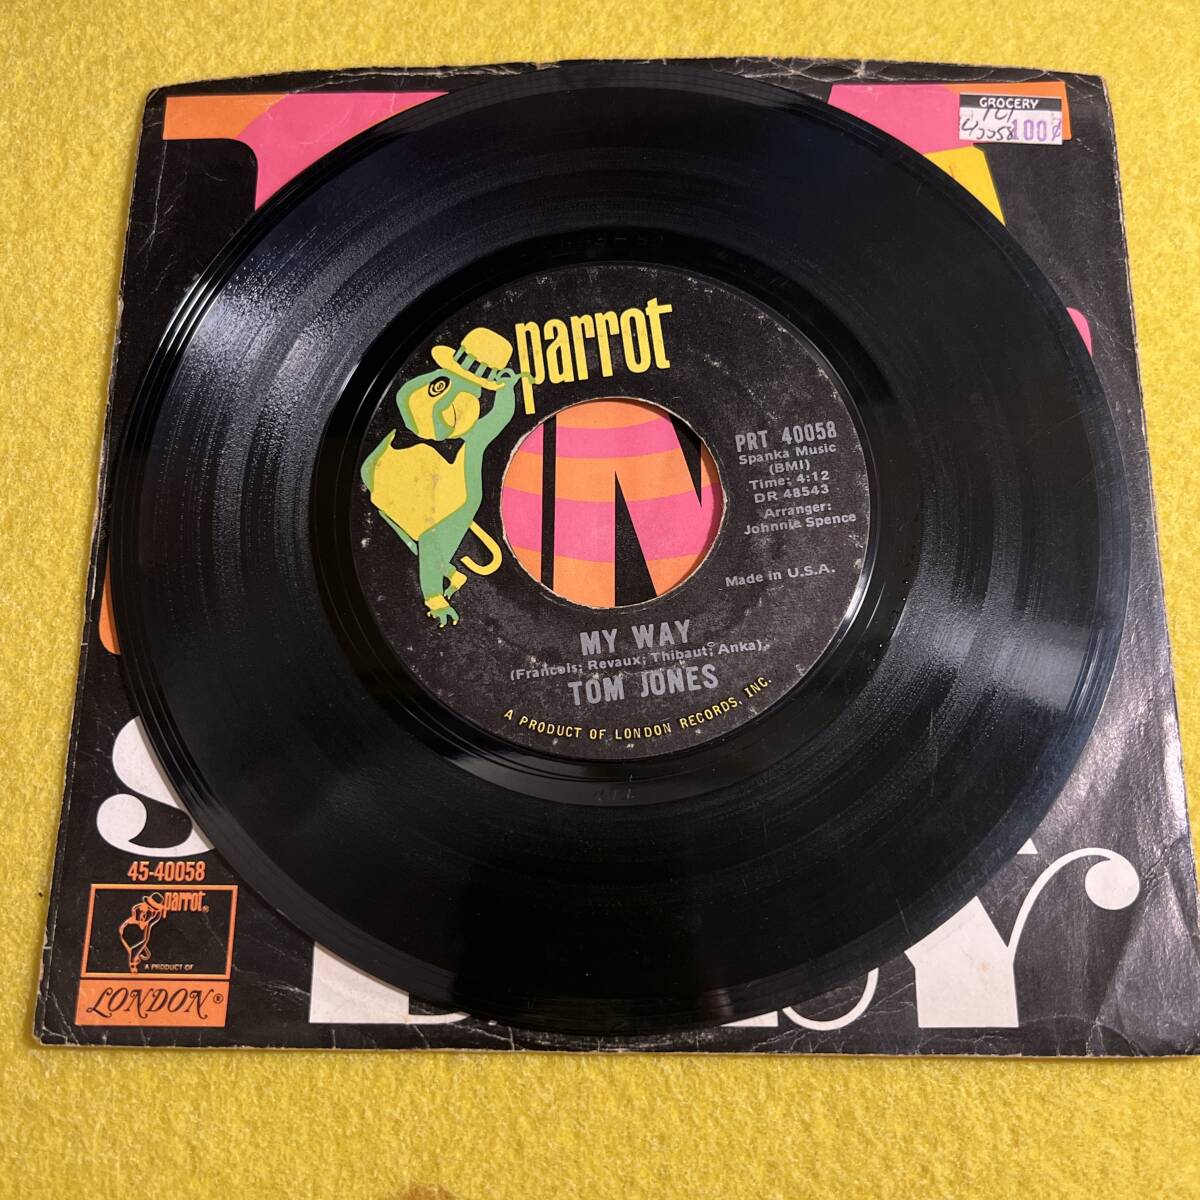 GROCERY
100¢
parrot
PRT 40058
Spanka Music
(BMI)
Time: 4:12
DR 48543
Arranger:
Johnnie Spence
Made in U.S.A.
MY WAY
(Francois; Revaux; Thibaut; Anka)
TOM JONES
A PRODUCT OF LONDON RECORDS, INC.
45-40058
parrot®
A PRODUCT OF
LONDON®